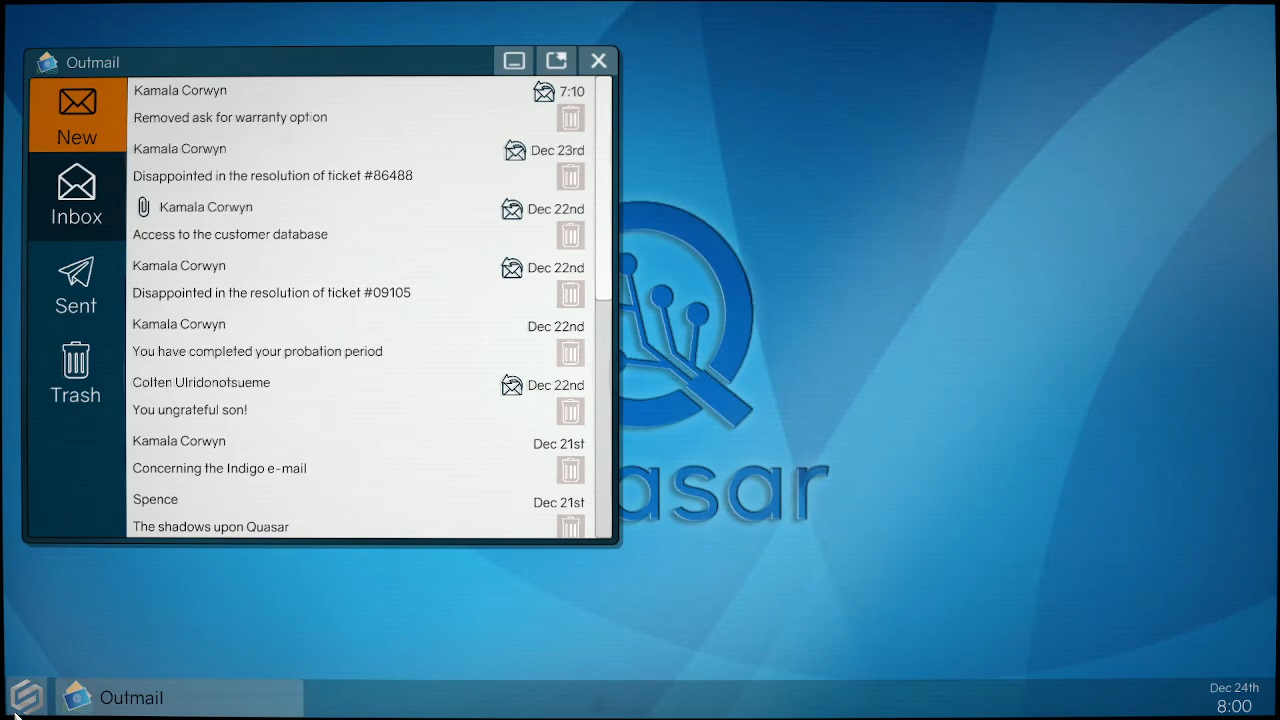 Outmail
New
Inbox
Sent
Trash
Kamala Corwyn 7:10
Removed ask for warranty option
Kamala Corwyn Dec 23rd
Disappointed in the resolution of ticket #86488
Kamala Corwyn Dec 22nd
Access to the customer database
Kamala Corwyn Dec 22nd
Disappointed in the resolution of ticket #09105
Kamala Corwyn Dec 22nd
You have completed your probation period
Colten Ulridonotsueme Dec 22nd
You ungrateful son!
Kamala Corwyn Dec 21st
Concerning the Indigo e-mail
Spence Dec 21st
The shadows upon Quasar
asar
Outmail
Dec 24th
8:00